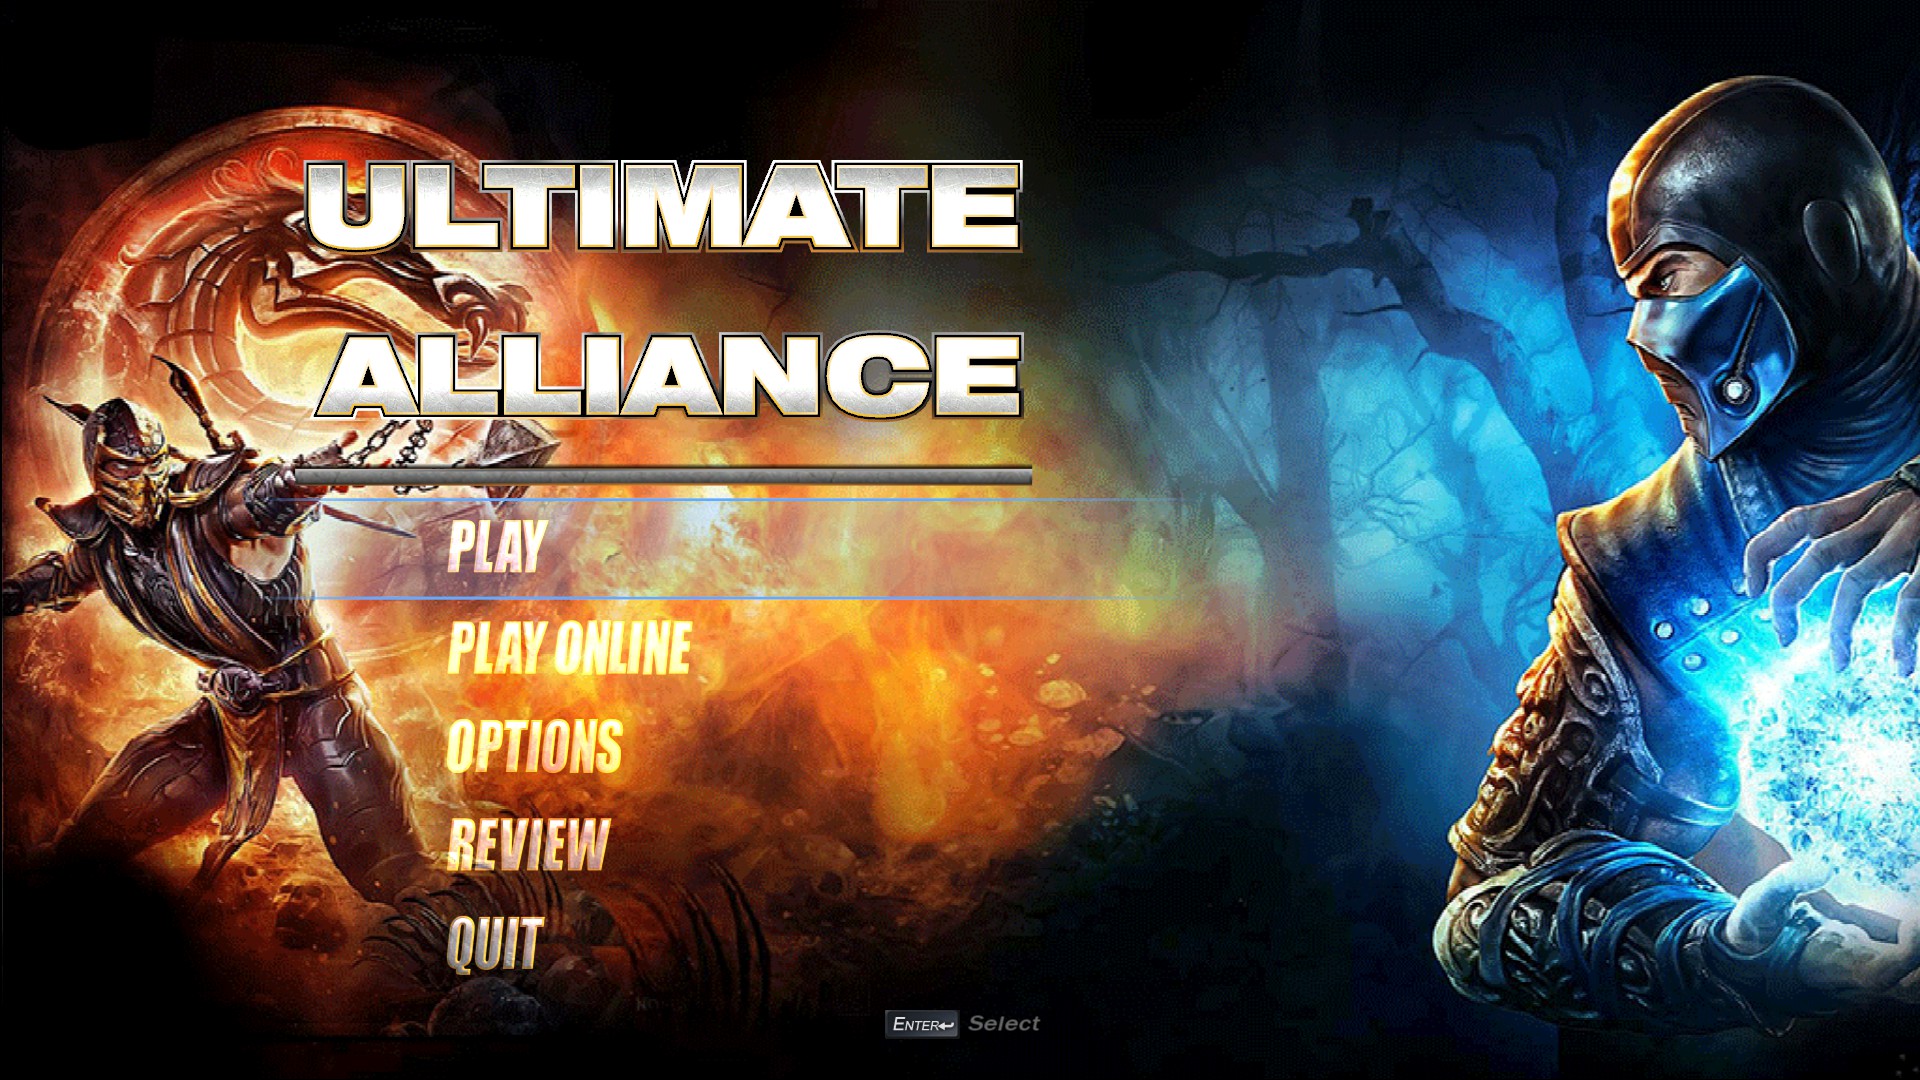 ULTIMATE
ALLIANCE
PLAY
PLAY ONLINE
OPTIONS
REVIEW
QUIT
ENTER Select